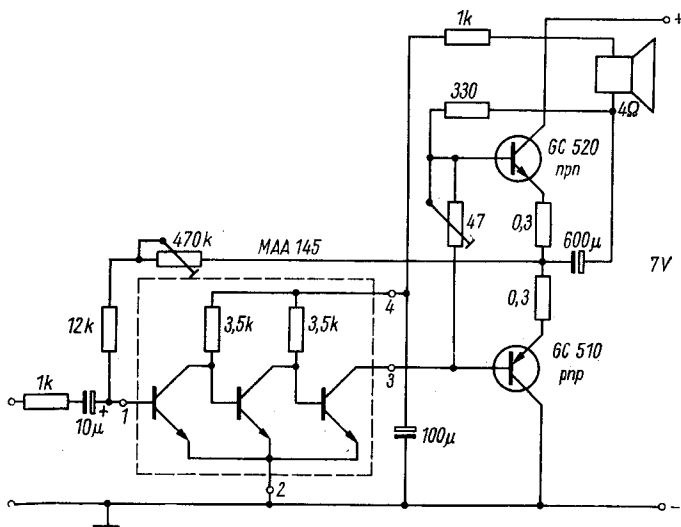 1k
+
330
4Ω
GC 520
npn
470k
MAA 145
47
0,3
600μ
7V
12k
3,5k
3,5k
4
0,3
GC 510
pnp
1k
3
10μ
+
1
100μ
2
-